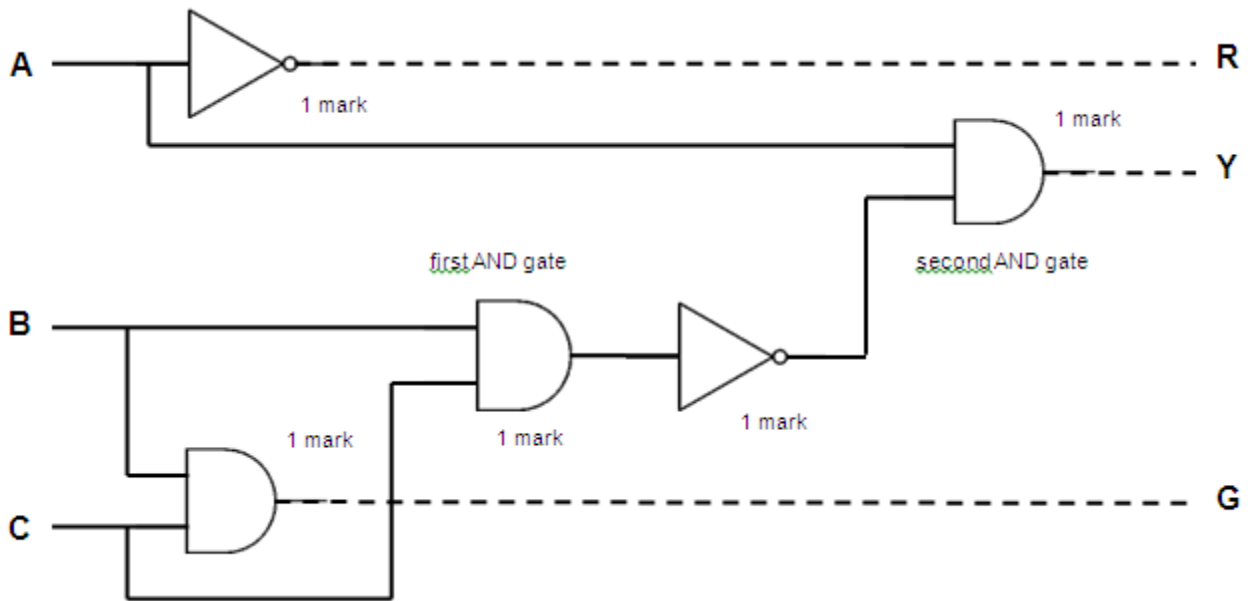 A
R
1 mark
1 mark
Y
first AND gate
second AND gate
B
1 mark
1 mark
1 mark
G
C